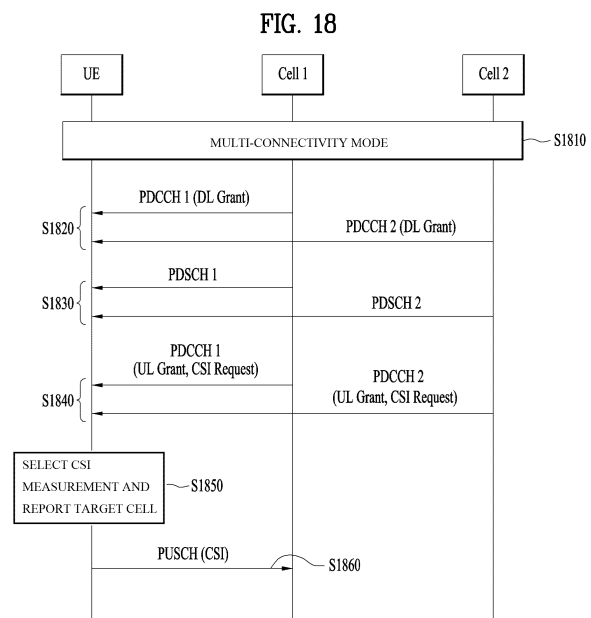 FIG. 18
UE
Cell 1
Cell 2
MULTI-CONNECTIVITY MODE
S1810
PDCCH 1 (DL Grant)
S1820
PDCCH 2 (DL Grant)
PDSCH 1
S1830
PDSCH 2
PDCCH 1
(UL Grant, CSI Request)
PDCCH 2
(UL Grant, CSI Request)
S1840
SELECT CSI
MEASUREMENT AND
REPORT TARGET CELL
S1850
PUSCH (CSI)
S1860